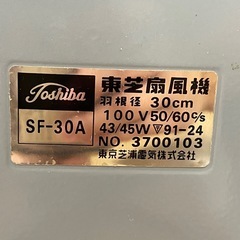 Toshiba
SF-30A
東芝扇風機
羽根径 30cm
100V 50/60c/s
43/45W ▽91-24
NO. 3700103
東京芝浦電気株式会社